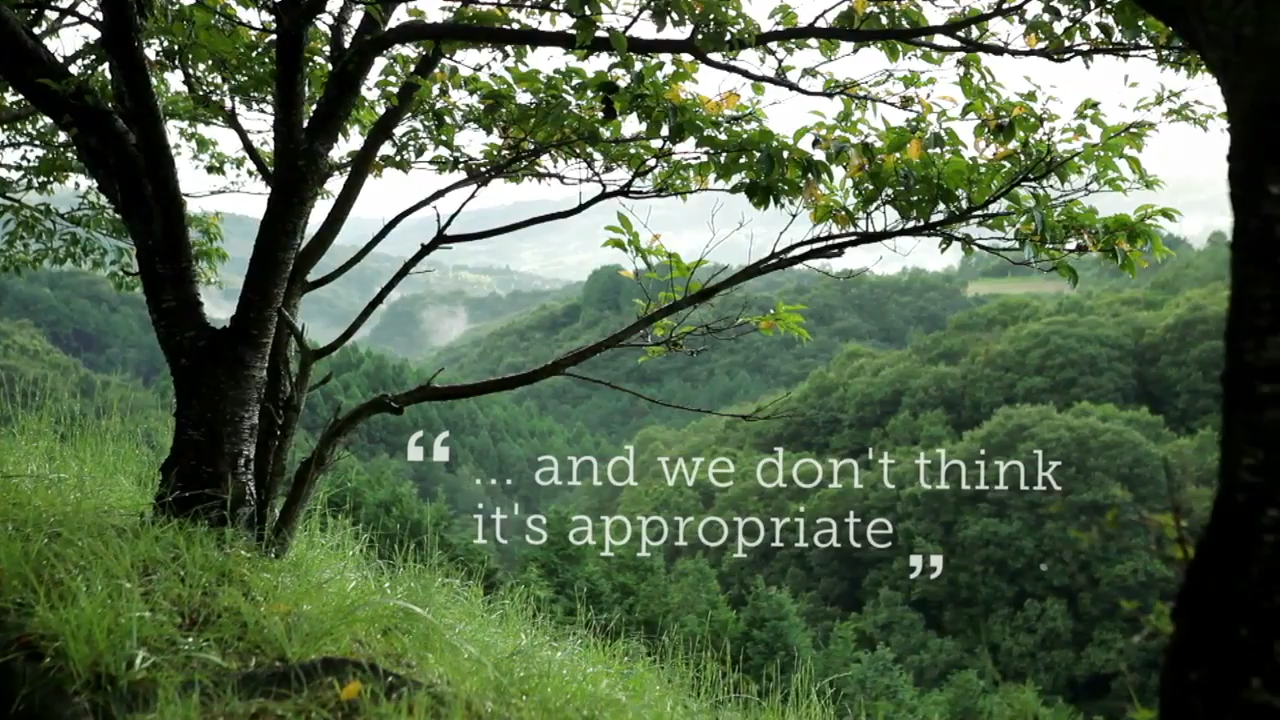 “ ... and we don't think
it's appropriate ”